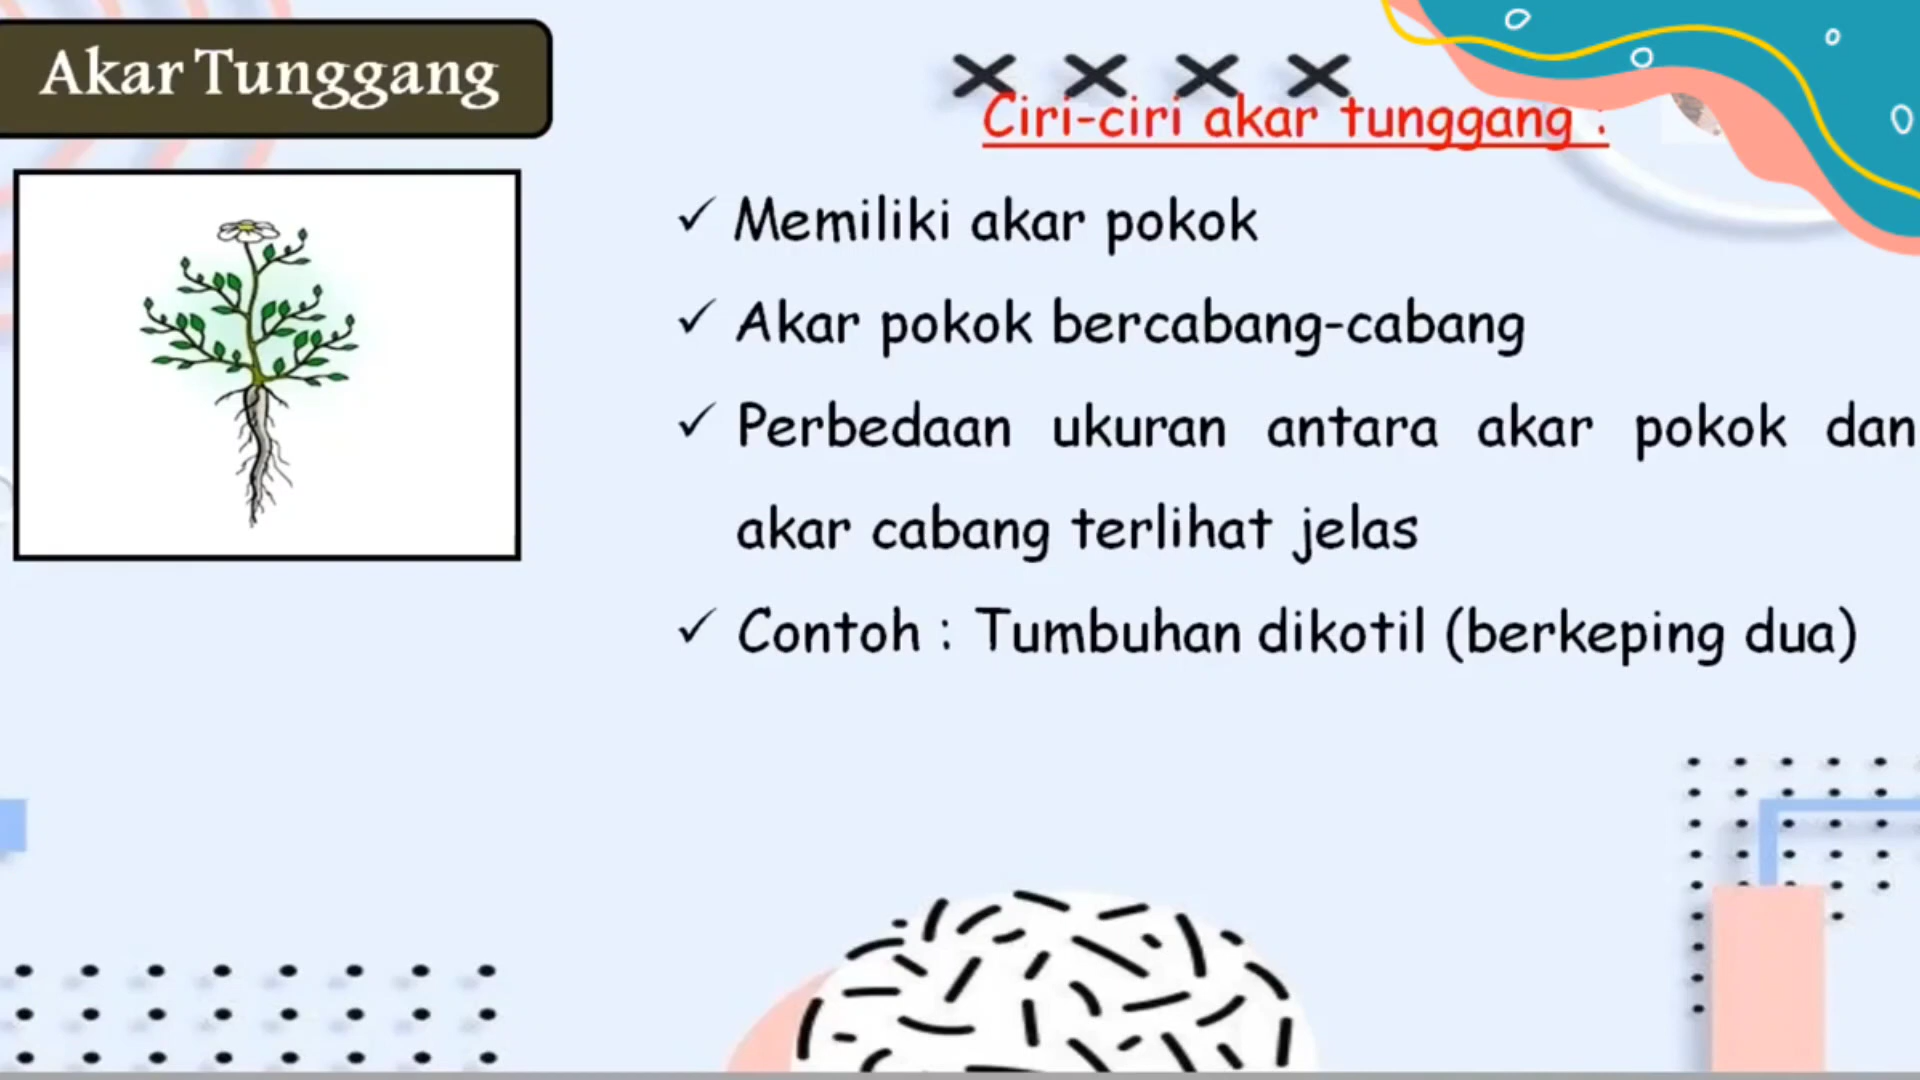 Akar Tunggang
Ciri-ciri akar tunggang :
✓ Memiliki akar pokok
✓ Akar pokok bercabang-cabang
✓ Perbedaan ukuran antara akar pokok dan
akar cabang terlihat jelas
✓ Contoh : Tumbuhan dikotil (berkeping dua)